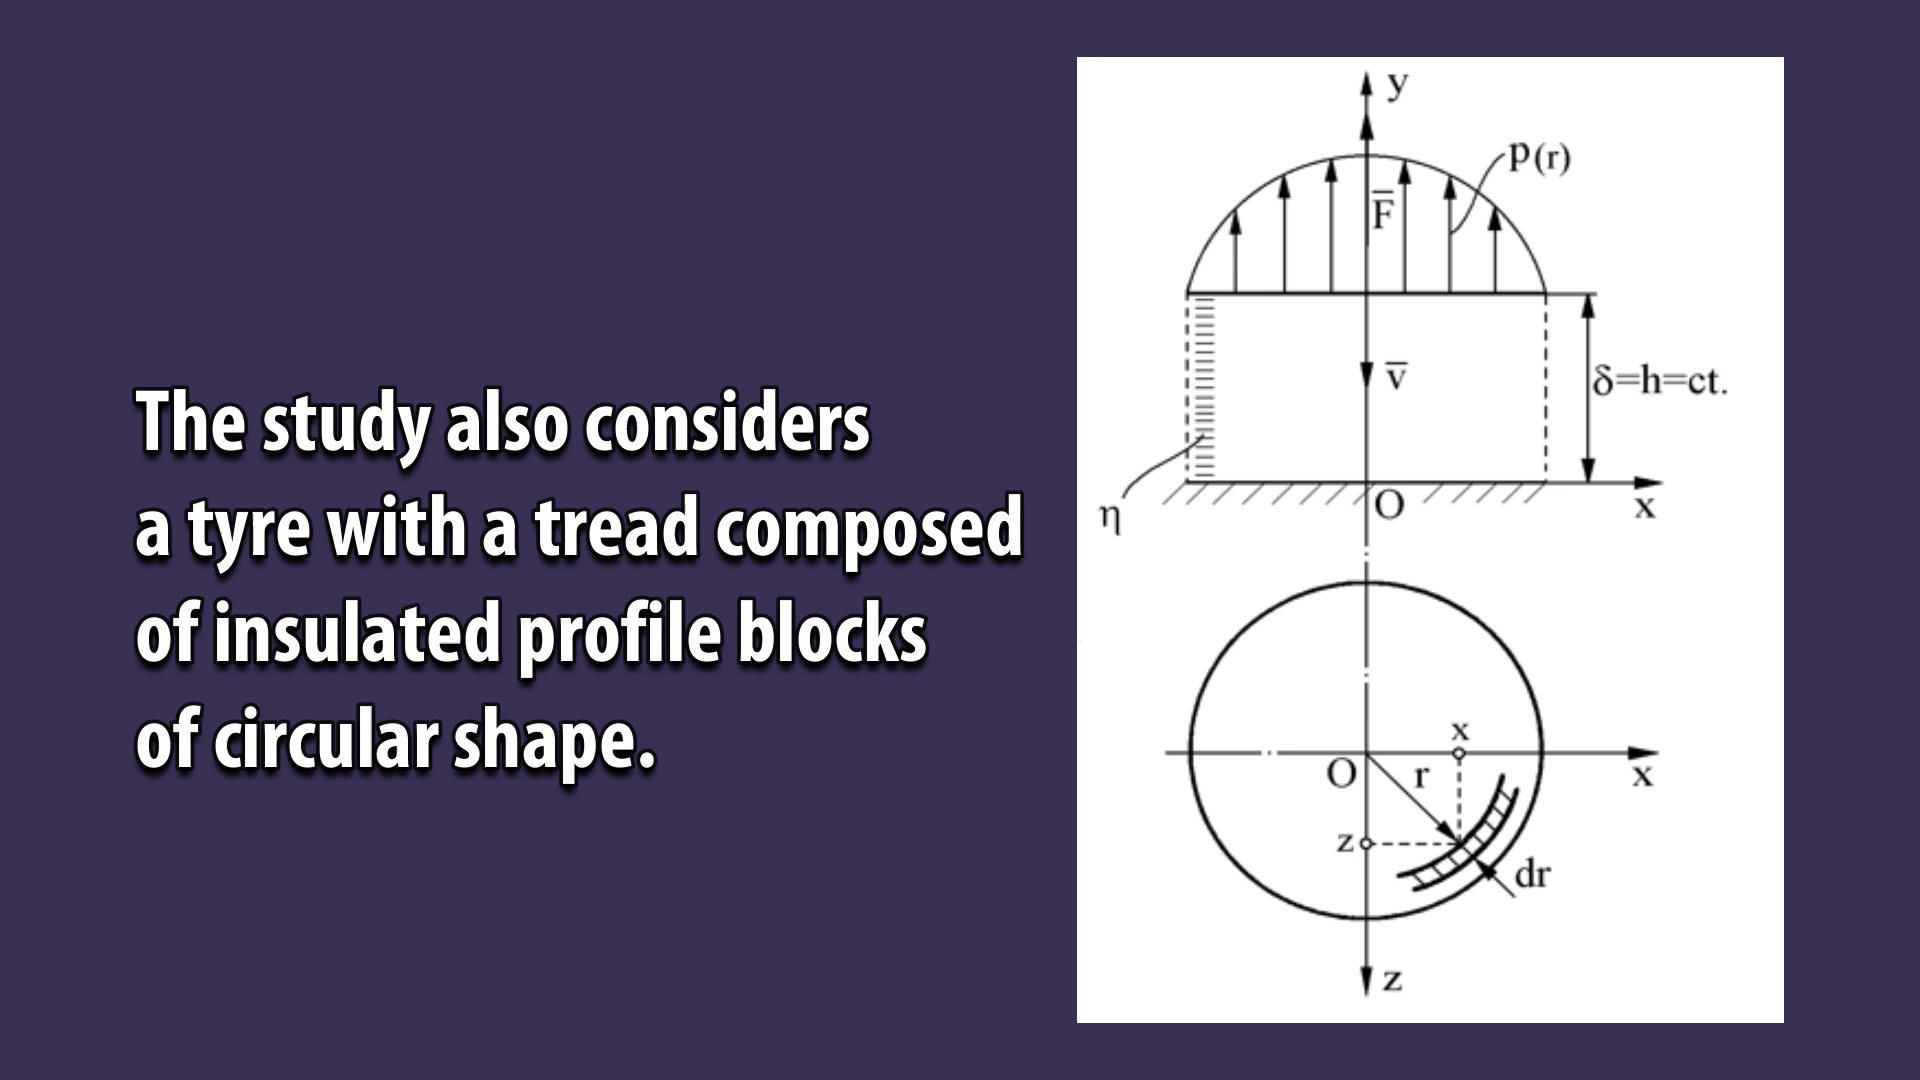 The study also considers
a tyre with a tread composed
of insulated profile blocks
of circular shape.
y
p(r)
F̅
v̅
δ=h=ct.
η
O
x
x
O
r
x
z
dr
z